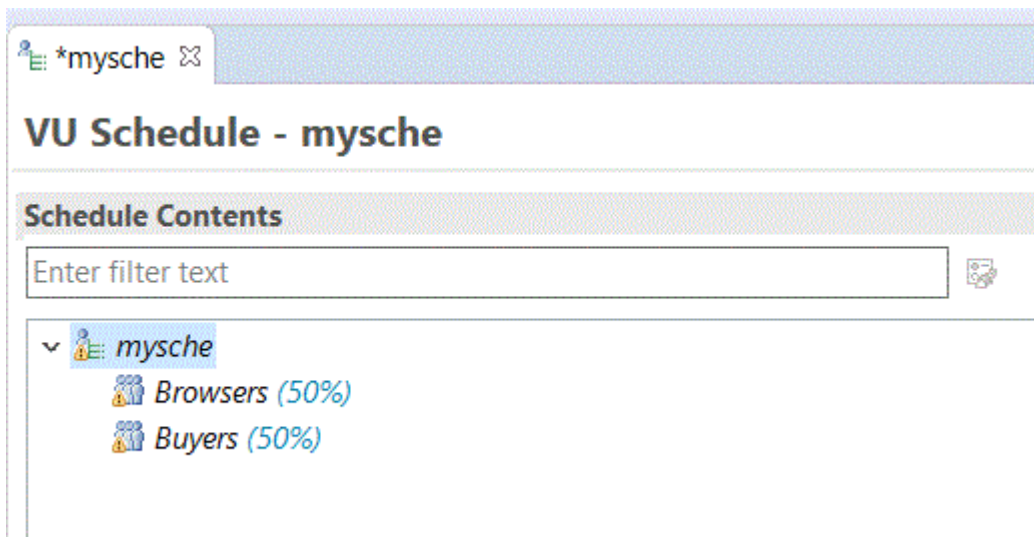 *mysche
VU Schedule - mysche
Schedule Contents
Enter filter text
mysche
Browsers (50%)
Buyers (50%)